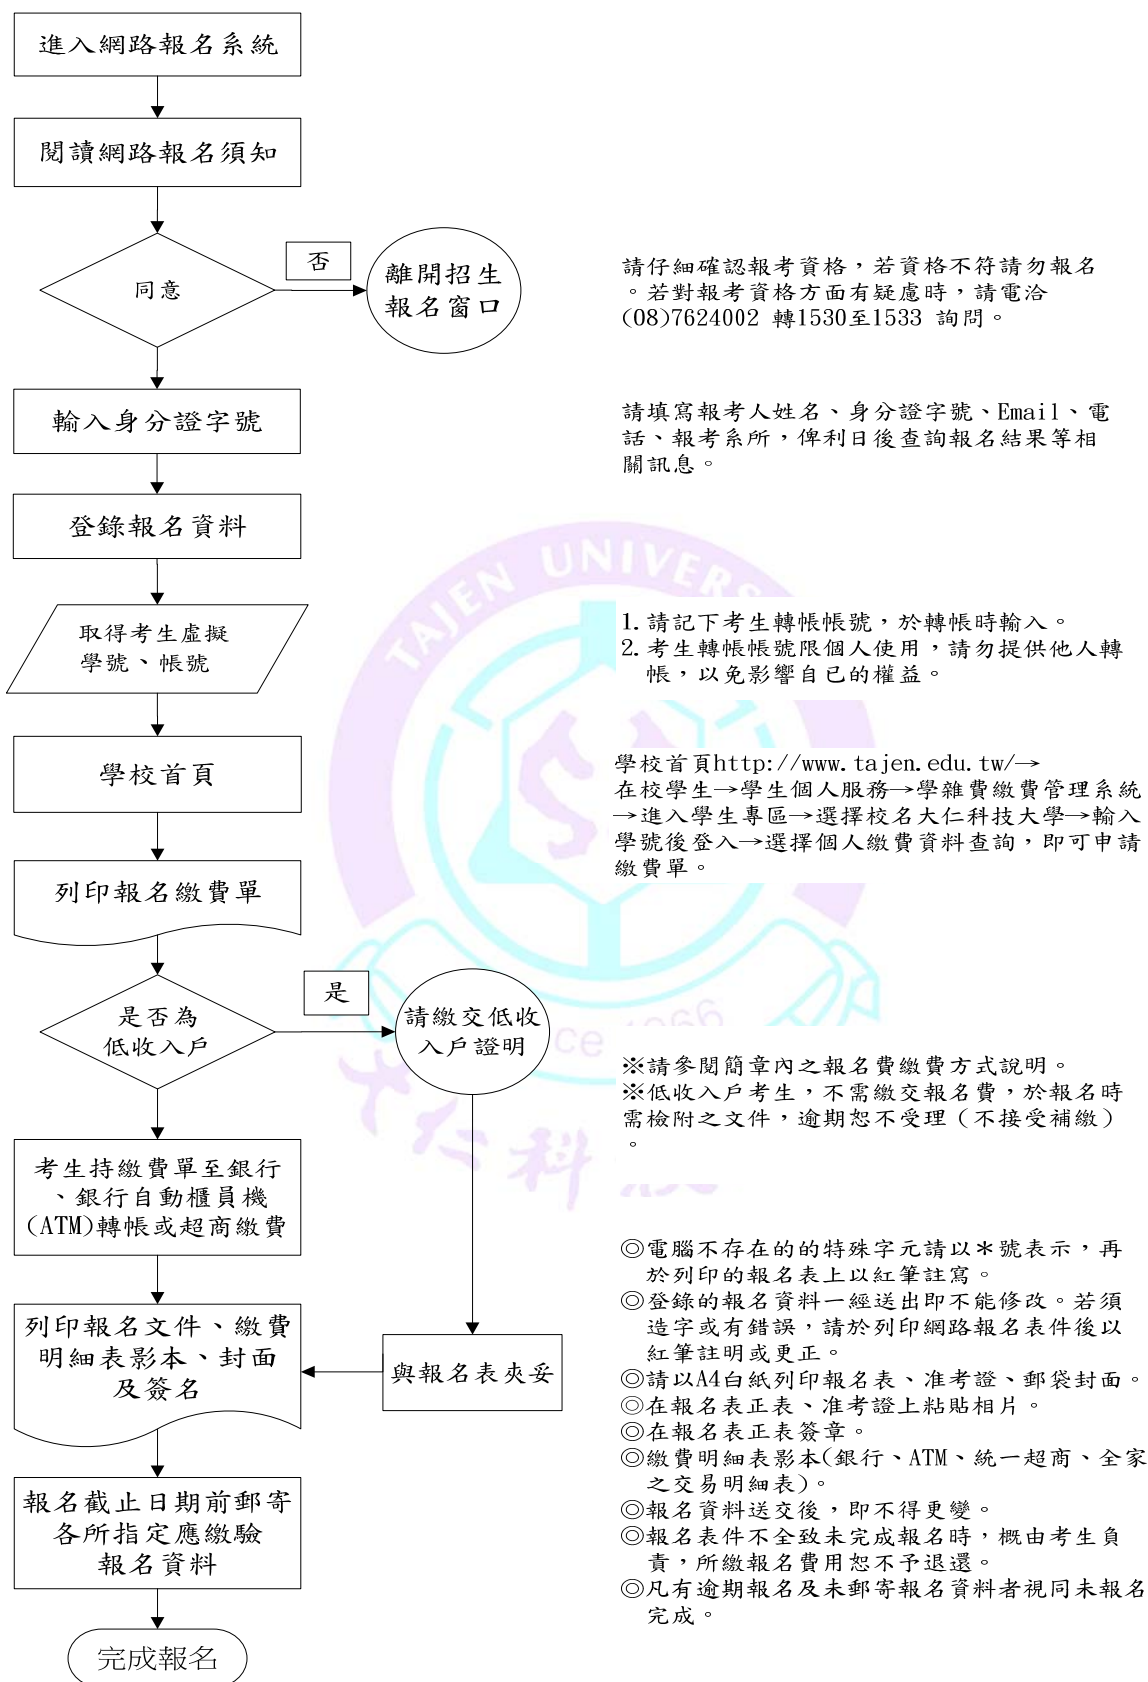 進入網路報名系統
閱讀網路報名須知
同意
否
離開招生
報名窗口
請仔細確認報考資格，若資格不符請勿報名
。若對報考資格方面有疑慮時，請電洽
(08)7624002 轉1530至1533 詢問。
輸入身分證字號
請填寫報考人姓名、身分證字號、Email、電
話、報考系所，俾利日後查詢報名結果等相
關訊息。
登錄報名資料
TAJEN UNIVERS
取得考生虛擬
學號、帳號
1.請記下考生轉帳帳號，於轉帳時輸入。
2.考生轉帳帳號限個人使用，請勿提供他人轉
帳，以免影響自已的權益。
學校首頁
學校首頁http://www.tajen.edu.tw/→
在校學生→學生個人服務→學雜費繳費管理系統
→進入學生專區→選擇校名大仁科技大學→輸入
學號後登入→選擇個人繳費資料查詢，即可申請
繳費單。
列印報名繳費單
是否為
低收入戶
是
請繳交低收
入戶證明
ce 1966
大仁科
※請參閱簡章內之報名費繳費方式說明。
※低收入戶考生，不需繳交報名費，於報名時
需檢附之文件，逾期恕不受理（不接受補繳）
。
考生持繳費單至銀行
、銀行自動櫃員機
(ATM)轉帳或超商繳費
列印報名文件、繳費
明細表影本、封面
及簽名
與報名表夾妥
◎電腦不存在的的特殊字元請以＊號表示，再
於列印的報名表上以紅筆註寫。
◎登錄的報名資料一經送出即不能修改。若須
造字或有錯誤，請於列印網路報名表件後以
紅筆註明或更正。
◎請以A4白紙列印報名表、准考證、郵袋封面。
◎在報名表正表、准考證上粘貼相片。
◎在報名表正表簽章。
◎繳費明細表影本(銀行、ATM、統一超商、全家
之交易明細表)。
◎報名資料送交後，即不得更變。
◎報名表件不全致未完成報名時，概由考生負
責，所繳報名費用恕不予退還。
◎凡有逾期報名及未郵寄報名資料者視同未報名
完成。
報名截止日期前郵寄
各所指定應繳驗
報名資料
完成報名